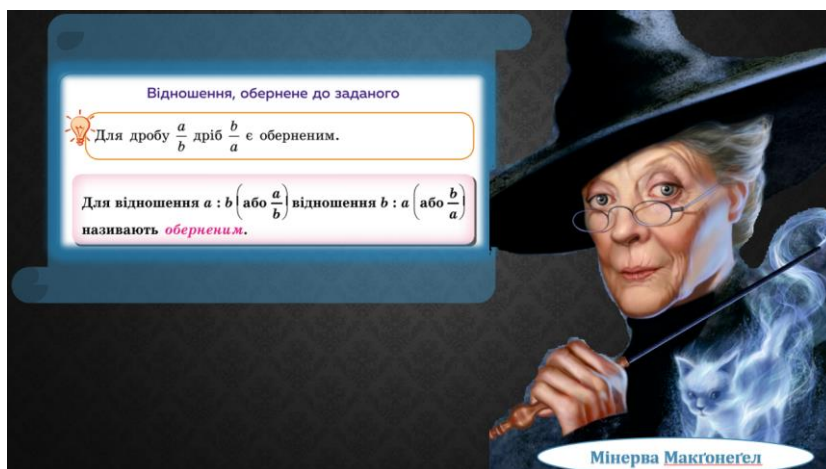 Відношення, обернене до заданого
Для дробу a/b дріб b/a є оберненим.
Для відношення a : b (або a/b) відношення b : a (або b/a)
називають оберненим.
Мінерва Макґонеґел